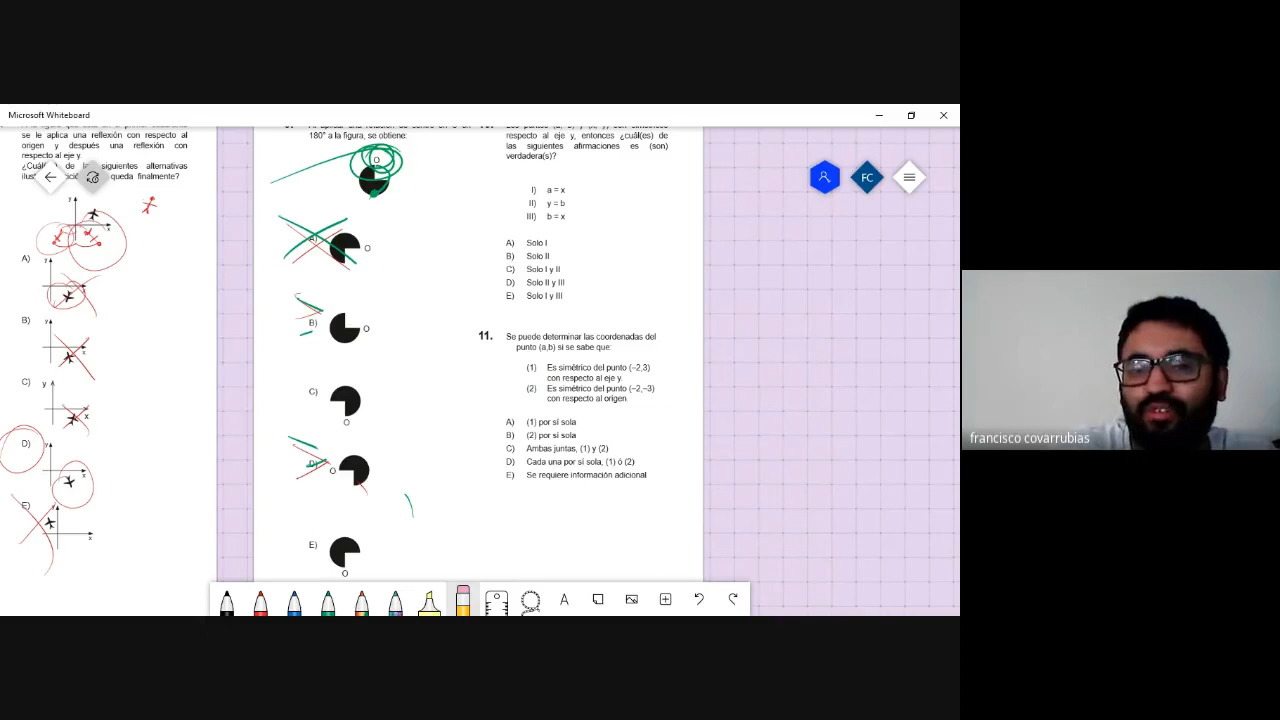 Microsoft Whiteboard
se le aplica una reflexión con respecto al
origen y después una reflexión con
respecto al eje y.
¿Cuál de las siguientes alternativas
queda finalmente?
y
x
A)
y
x
B)
y
x
C)
y
x
D)
y
x
E)
y
x
180° a la figura, se obtiene:
O
A)
O
B)
O
C)
O
D)
O
E)
O
respecto al eje y, entonces ¿cuál(es) de
las siguientes afirmaciones es (son)
verdadera(s)?
I) a = x
II) y = b
III) b = x
A) Solo I
B) Solo II
C) Solo I y II
D) Solo II y III
E) Solo I y III
11. Se puede determinar las coordenadas del
punto (a,b) si se sabe que:
(1) Es simétrico del punto (–2,3)
con respecto al eje y.
(2) Es simétrico del punto (–2,–3)
con respecto al origen.
A) (1) por sí sola
B) (2) por sí sola
C) Ambas juntas, (1) y (2)
D) Cada una por sí sola, (1) ó (2)
E) Se requiere información adicional
FC
A
francisco covarrubias